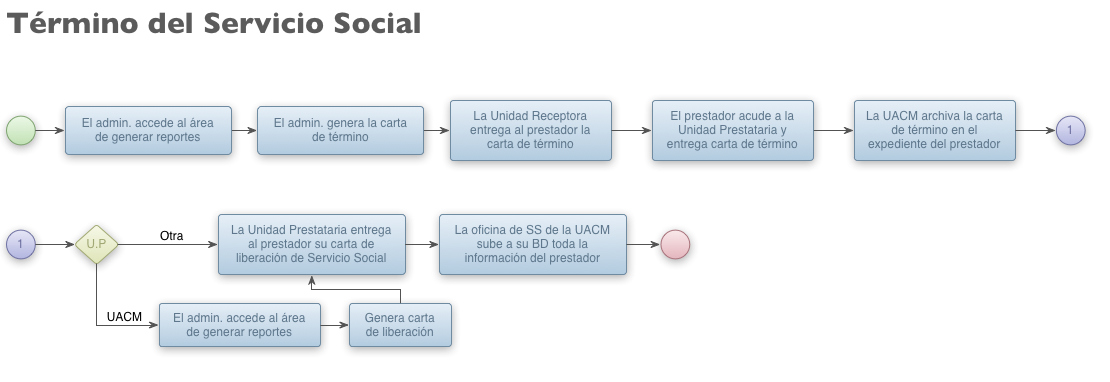 Término del Servicio Social
El admin. accede al área
de generar reportes
El admin. genera la carta
de término
La Unidad Receptora
entrega al prestador la
carta de término
El prestador acude a la
Unidad Prestataria y
entrega carta de término
La UACM archiva la carta
de término en el
expediente del prestador
1
1
U.P
Otra
La Unidad Prestataria entrega
al prestador su carta de
liberación de Servicio Social
La oficina de SS de la UACM
sube a su BD toda la
información del prestador
UACM
El admin. accede al área
de generar reportes
Genera carta
de liberación